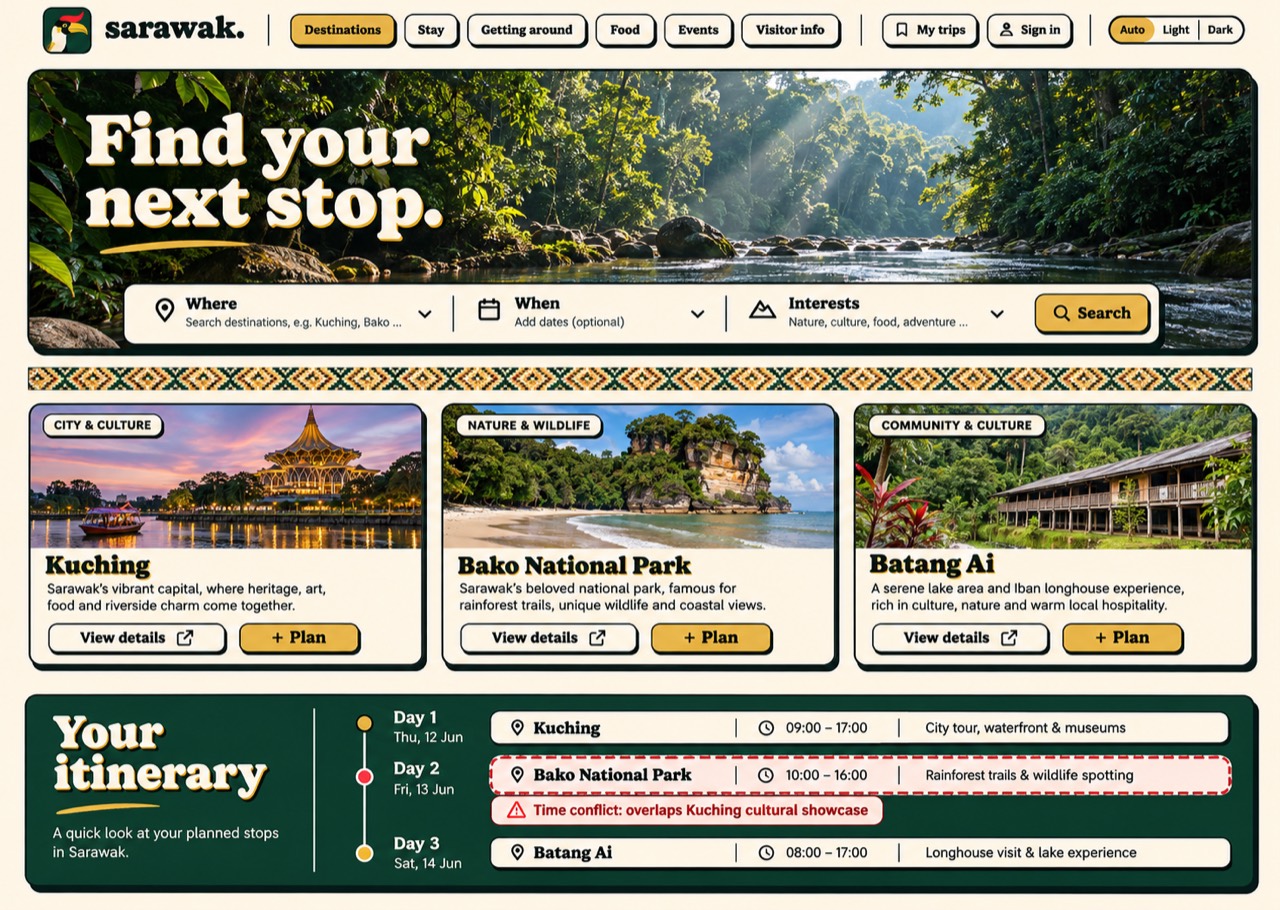 sarawak.
Destinations
Stay
Getting around
Food
Events
Visitor info
My trips
Sign in
Auto
Light
Dark
Find your
next stop.
Where
Search destinations, e.g. Kuching, Bako ...
When
Add dates (optional)
Interests
Nature, culture, food, adventure ...
Search
CITY & CULTURE
Kuching
Sarawak's vibrant capital, where heritage, art,
food and riverside charm come together.
View details
+ Plan
NATURE & WILDLIFE
Bako National Park
Sarawak's beloved national park, famous for
rainforest trails, unique wildlife and coastal views.
View details
+ Plan
COMMUNITY & CULTURE
Batang Ai
A serene lake area and Iban longhouse experience,
rich in culture, nature and warm local hospitality.
View details
+ Plan
Your
itinerary
A quick look at your planned stops
in Sarawak.
Day 1
Thu, 12 Jun
Kuching
09:00 – 17:00
City tour, waterfront & museums
Day 2
Fri, 13 Jun
Bako National Park
10:00 – 16:00
Rainforest trails & wildlife spotting
Time conflict: overlaps Kuching cultural showcase
Day 3
Sat, 14 Jun
Batang Ai
08:00 – 17:00
Longhouse visit & lake experience